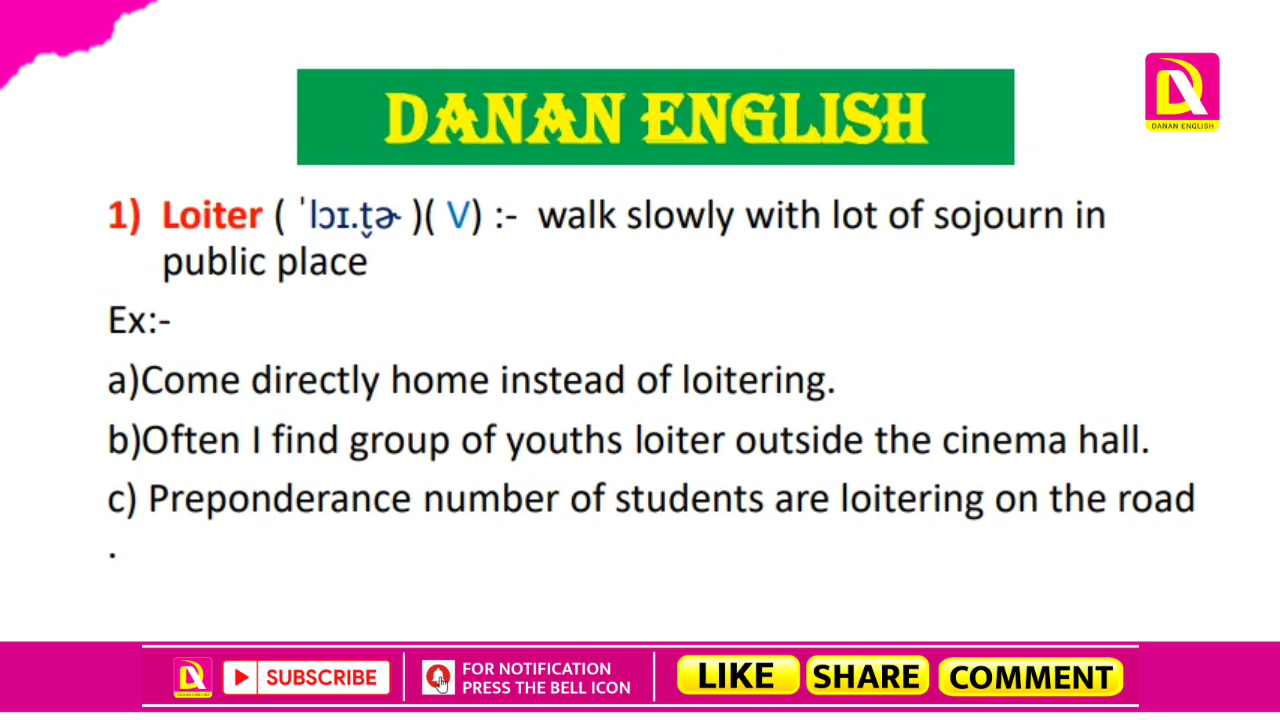 DANAN ENGLISH
DANAN ENGLISH
1) Loiter ( ˈlɔɪ.t̬ɚ )( V) :- walk slowly with lot of sojourn in
public place
Ex:-
a)Come directly home instead of loitering.
b)Often I find group of youths loiter outside the cinema hall.
c) Preponderance number of students are loitering on the road
.
SUBSCRIBE
FOR NOTIFICATION
PRESS THE BELL ICON
LIKE
SHARE
COMMENT